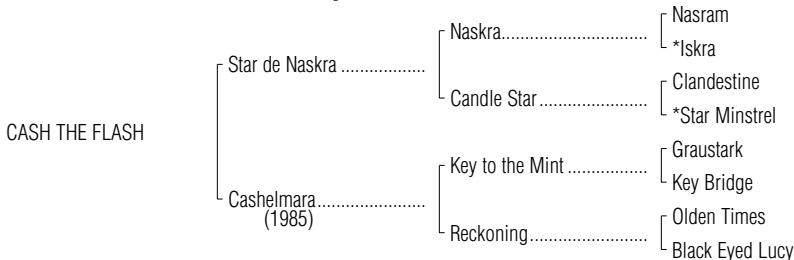 Nasram
Naskra..............................
*Iskra
Star de Naskra ..................
Clandestine
Candle Star......................
*Star Minstrel
CASH THE FLASH
Graustark
Key to the Mint ................
Key Bridge
Cashelmara.......................
(1985)
Olden Times
Reckoning........................
Black Eyed Lucy